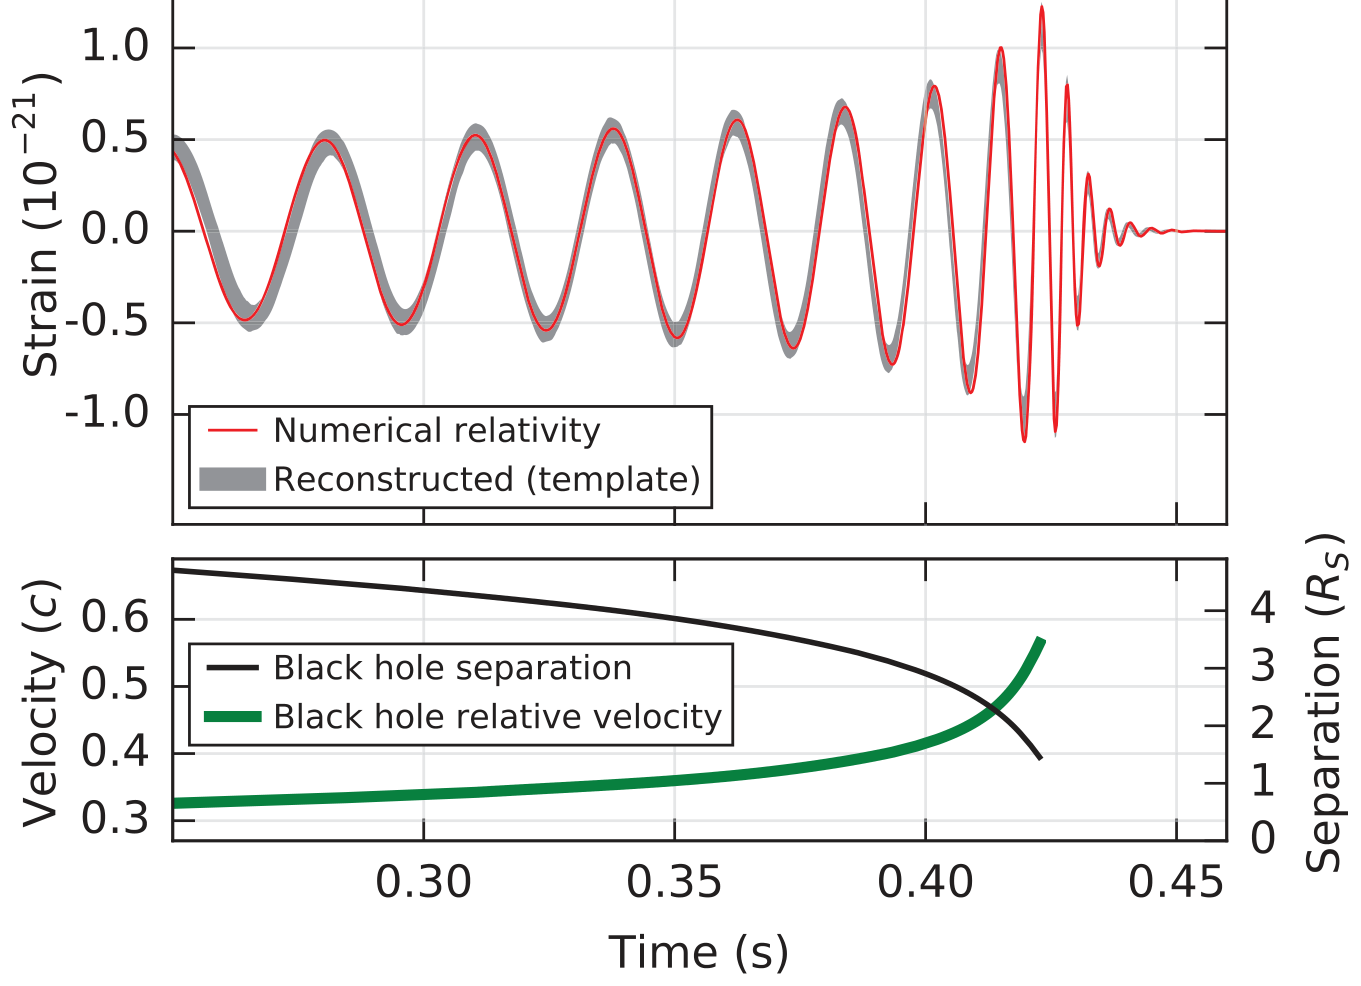 Strain (10⁻²¹)
1.0
0.5
0.0
-0.5
-1.0
Numerical relativity
Reconstructed (template)
Velocity (c)
0.6
0.5
0.4
0.3
Black hole separation
Black hole relative velocity
Separation (R_S)
4
3
2
1
0
0.30 0.35 0.40 0.45
Time (s)